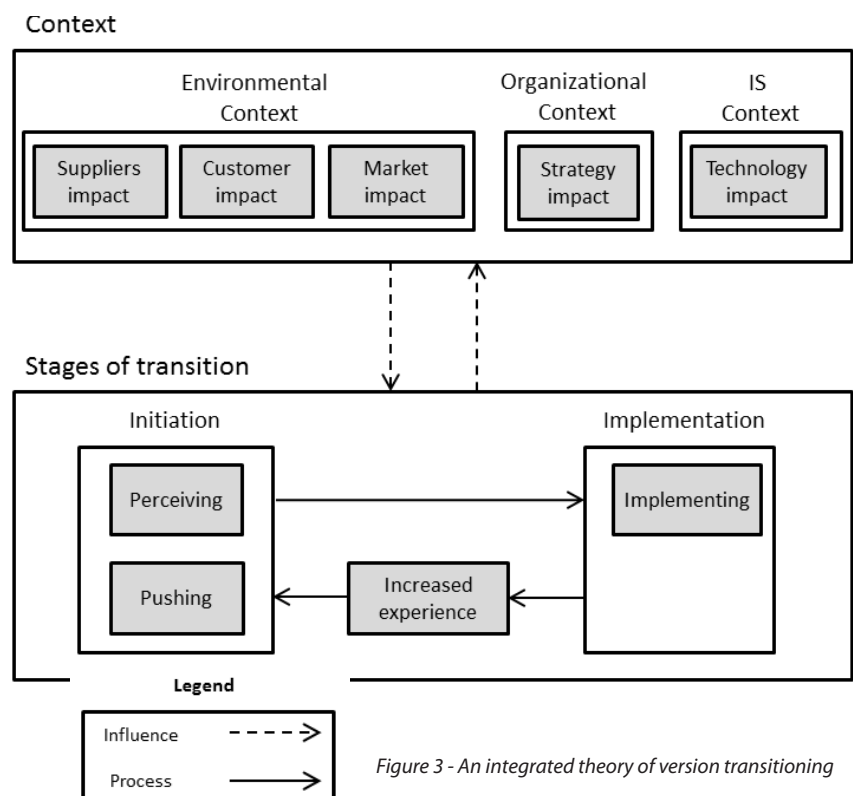 Context
Environmental
Context
Organizational
Context
IS
Context
Suppliers
impact
Customer
impact
Market
impact
Strategy
impact
Technology
impact
Stages of transition
Initiation
Implementation
Perceiving
Implementing
Pushing
Increased
experience
Legend
Influence
Process
Figure 3 - An integrated theory of version transitioning